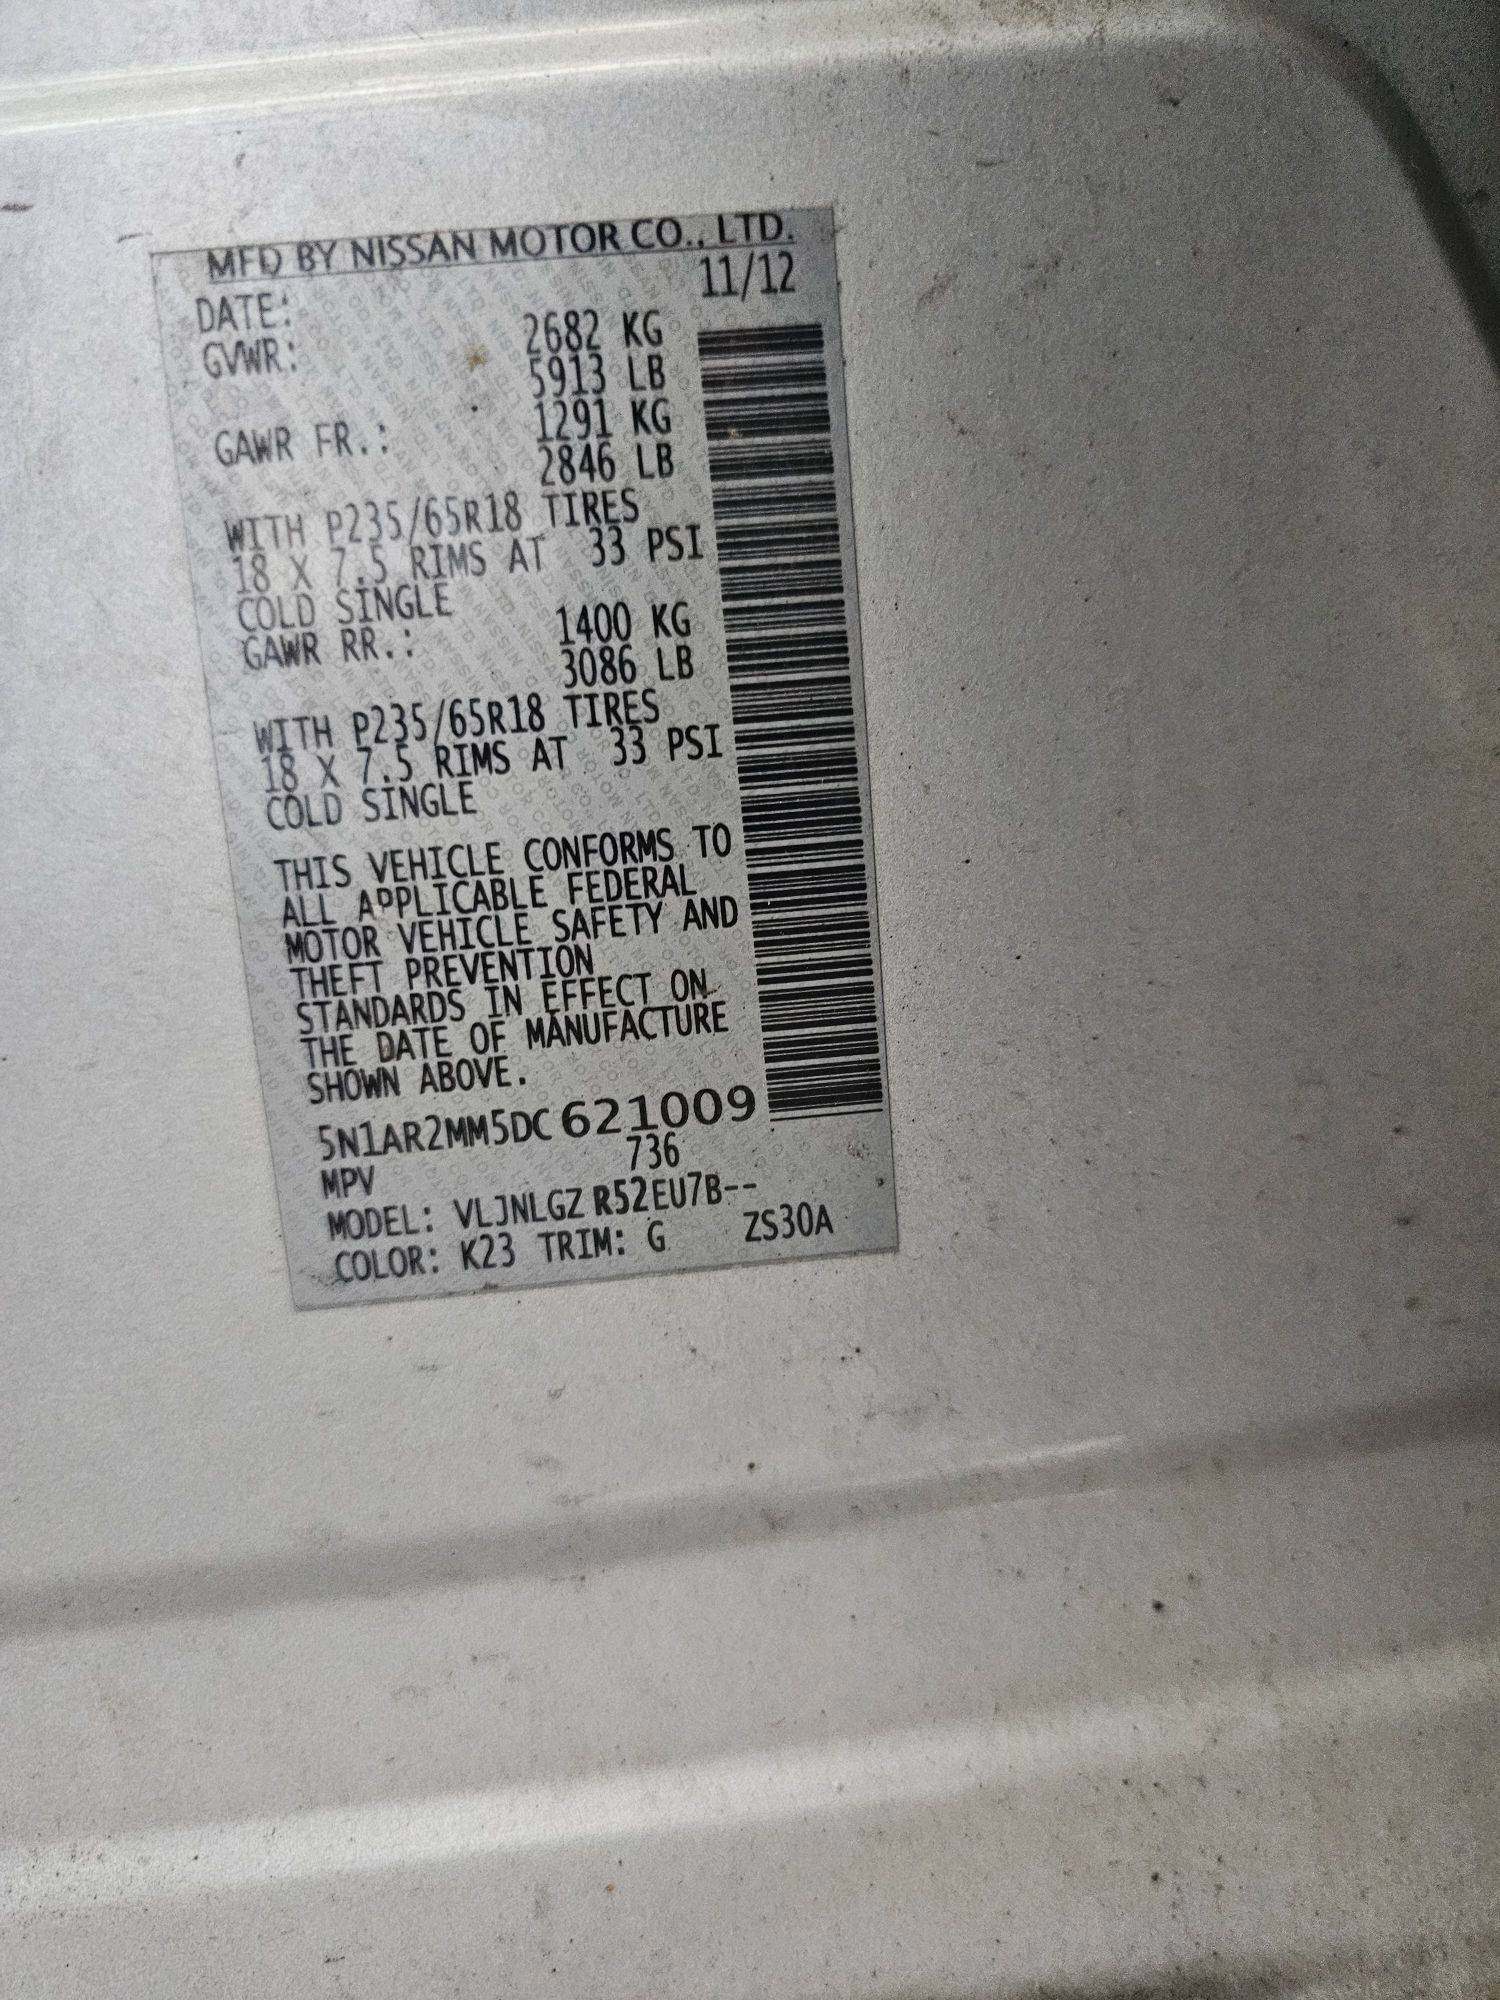 MFD BY NISSAN MOTOR CO., LTD.
DATE: 11/12
GVWR: 2682 KG
5913 LB
GAWR FR.: 1291 KG
2846 LB
WITH P235/65R18 TIRES
18 X 7.5 RIMS AT 33 PSI
COLD SINGLE
GAWR RR.: 1400 KG
3086 LB
WITH P235/65R18 TIRES
18 X 7.5 RIMS AT 33 PSI
COLD SINGLE
THIS VEHICLE CONFORMS TO
ALL APPLICABLE FEDERAL
MOTOR VEHICLE SAFETY AND
THEFT PREVENTION
STANDARDS IN EFFECT ON
THE DATE OF MANUFACTURE
SHOWN ABOVE.
5N1AR2MM5DC621009
MPV 736
MODEL: VLJNLGZ R52EU7B--
COLOR: K23 TRIM: G ZS30A